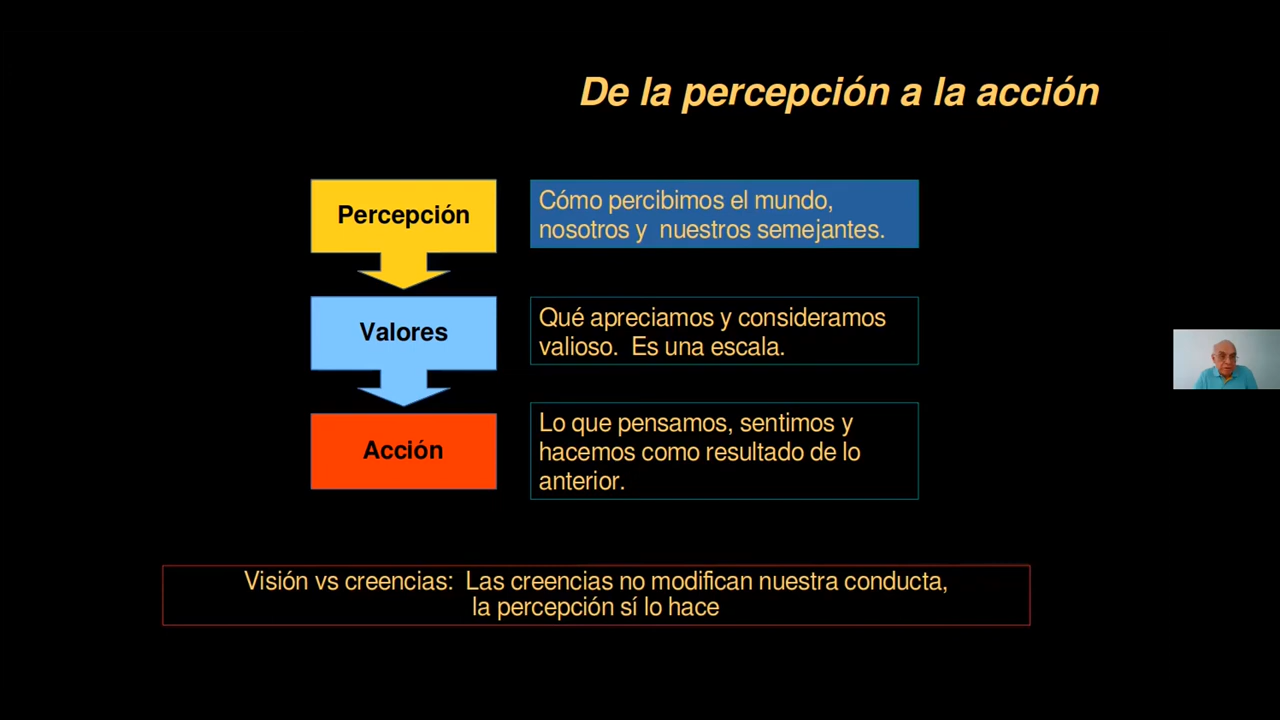 De la percepción a la acción
Percepción
Cómo percibimos el mundo,
nosotros y nuestros semejantes.
Valores
Qué apreciamos y consideramos
valioso. Es una escala.
Acción
Lo que pensamos, sentimos y
hacemos como resultado de lo
anterior.
Visión vs creencias: Las creencias no modifican nuestra conducta,
la percepción sí lo hace